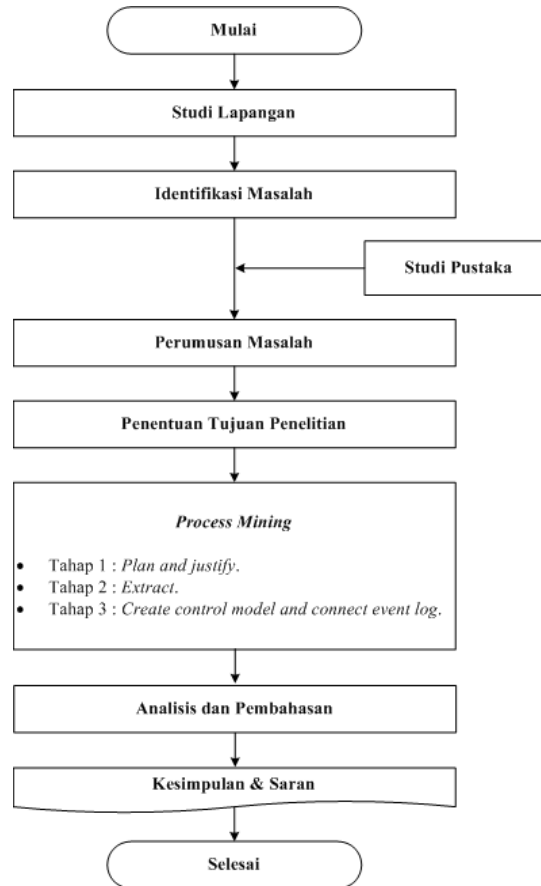 Mulai
Studi Lapangan
Identifikasi Masalah
Studi Pustaka
Perumusan Masalah
Penentuan Tujuan Penelitian
Process Mining
• Tahap 1 : Plan and justify.
• Tahap 2 : Extract.
• Tahap 3 : Create control model and connect event log.
Analisis dan Pembahasan
Kesimpulan & Saran
Selesai